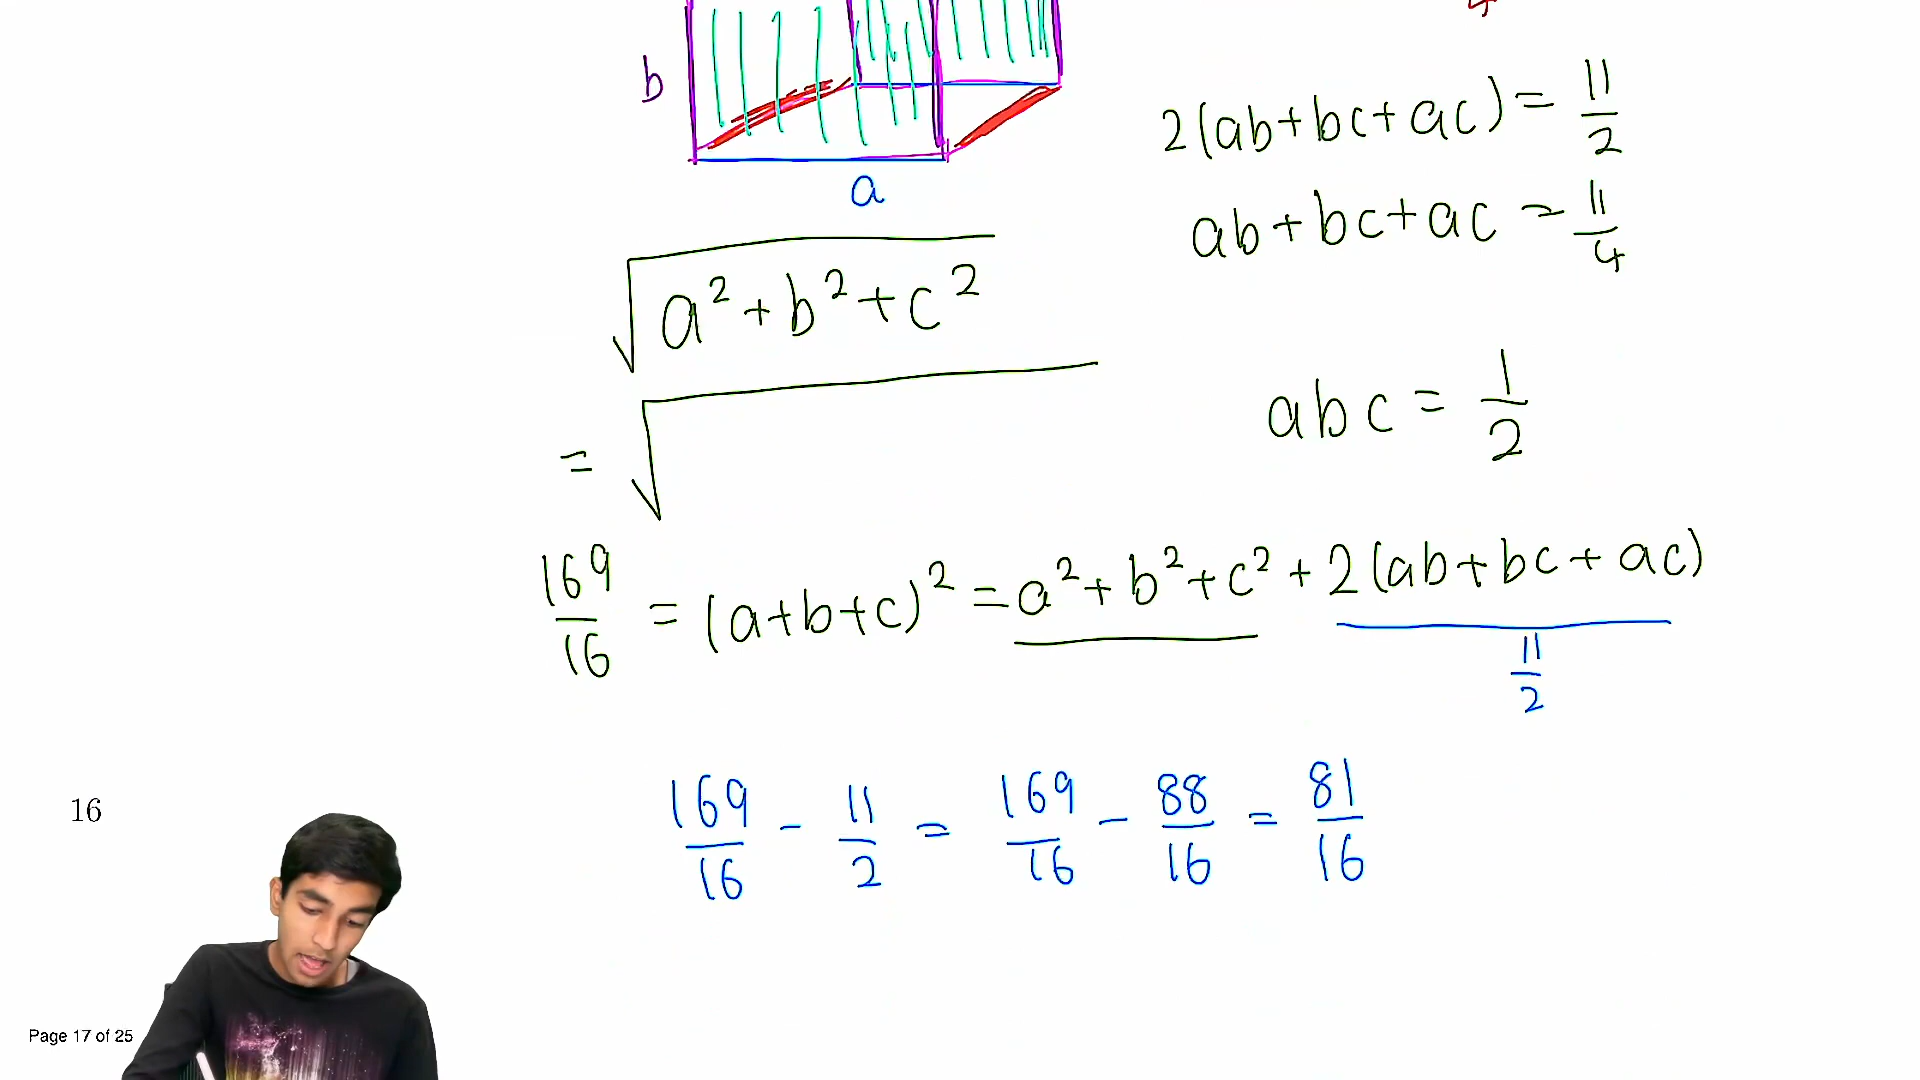 b
a
2(ab+bc+ac) = 11/2
ab+bc+ac = 11/4
√(a²+b²+c²)
abc = 1/2
= √
169/16 = (a+b+c)² = a²+b²+c² + 2(ab+bc+ac)
11/2
169/16 - 11/2 = 169/16 - 88/16 = 81/16
16
Page 17 of 25